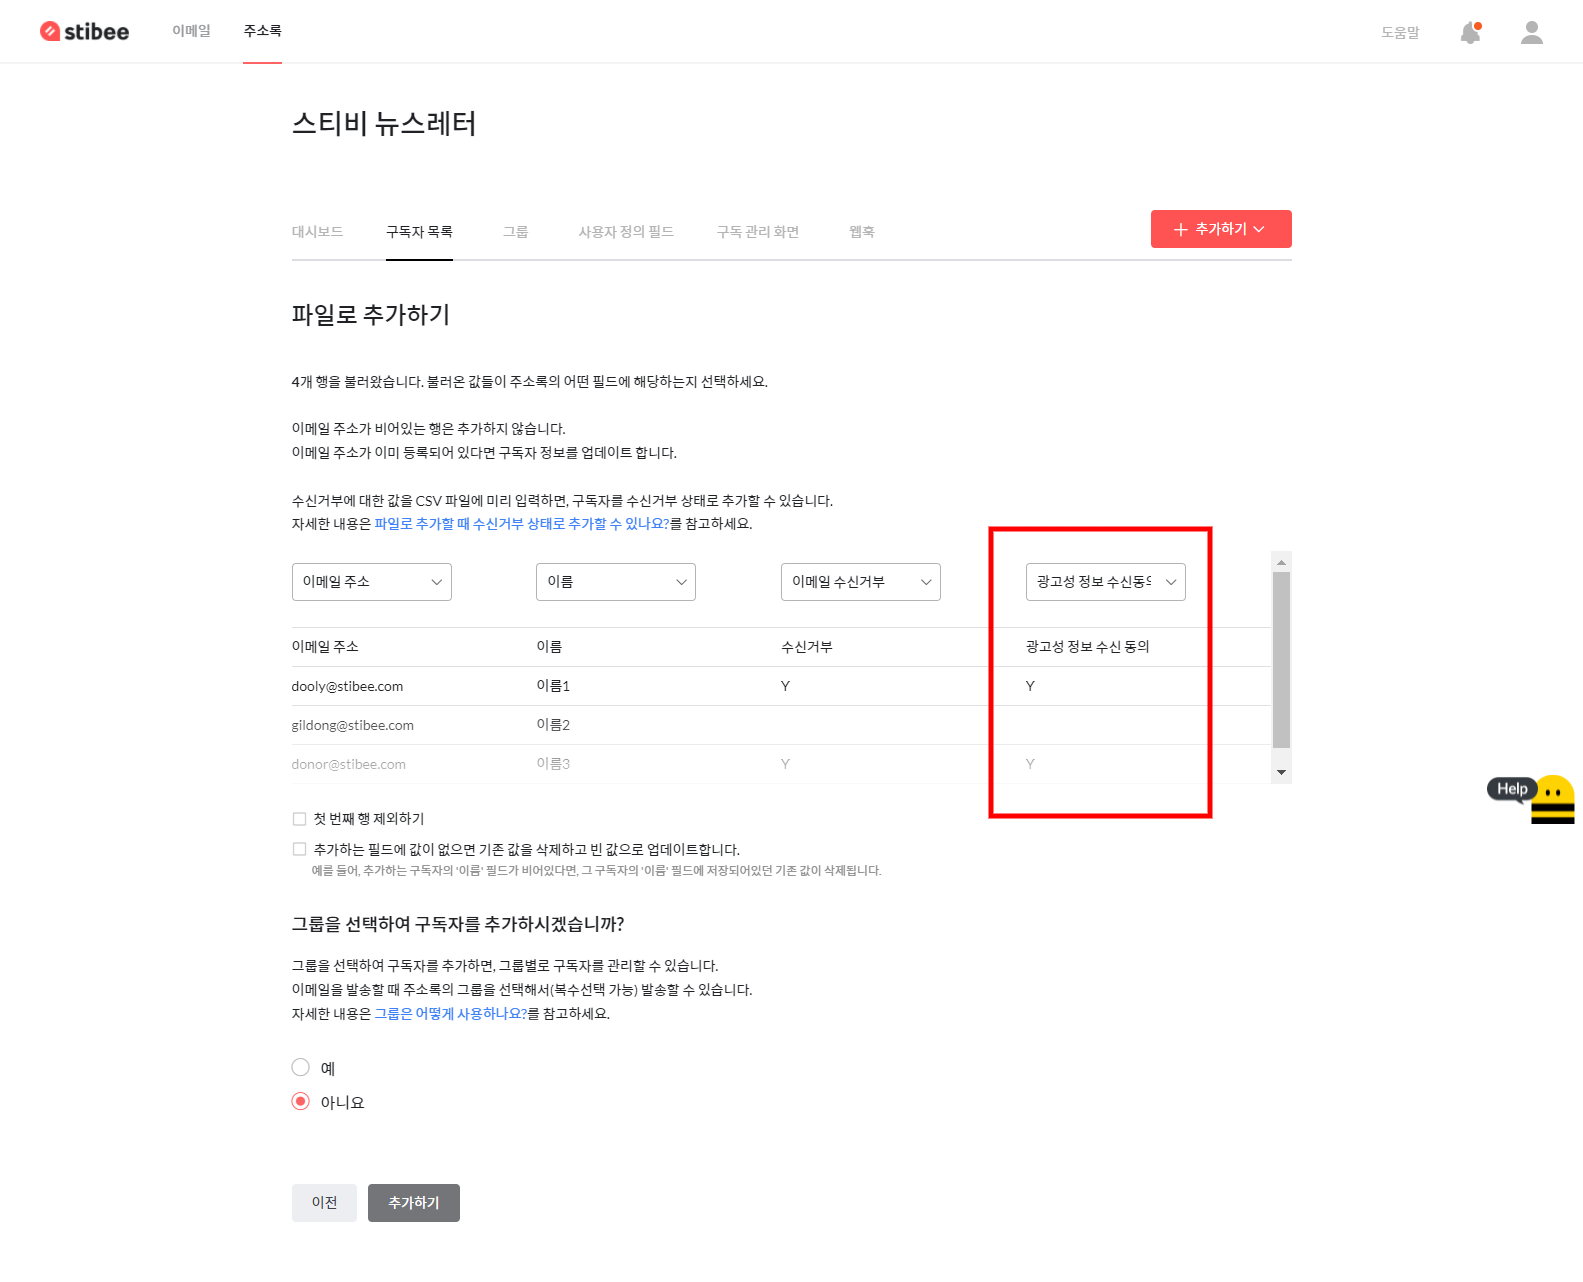 stibee 이메일 주소록 도움말
스티비 뉴스레터
대시보드 구독자 목록 그룹 사용자 정의 필드 구독 관리 화면 웹훅 + 추가하기
파일로 추가하기
4개 행을 불러왔습니다. 불러온 값들이 주소록의 어떤 필드에 해당하는지 선택하세요.
이메일 주소가 비어있는 행은 추가하지 않습니다.
이메일 주소가 이미 등록되어 있다면 구독자 정보를 업데이트 합니다.
수신거부에 대한 값을 CSV 파일에 미리 입력하면, 구독자를 수신거부 상태로 추가할 수 있습니다.
자세한 내용은 파일로 추가할 때 수신거부 상태로 추가할 수 있나요?를 참고하세요.
이메일 주소 이름 이메일 수신거부 광고성 정보 수신동의
이메일 주소 이름 수신거부 광고성 정보 수신 동의
dooly@stibee.com 이름1 Y Y
gildong@stibee.com 이름2
donor@stibee.com 이름3 Y Y
Help
첫 번째 행 제외하기
추가하는 필드에 값이 없으면 기존 값을 삭제하고 빈 값으로 업데이트합니다.
예를 들어, 추가하는 구독자의 '이름' 필드가 비어있다면, 그 구독자의 '이름' 필드에 저장되어있던 기존 값이 삭제됩니다.
그룹을 선택하여 구독자를 추가하시겠습니까?
그룹을 선택하여 구독자를 추가하면, 그룹별로 구독자를 관리할 수 있습니다.
이메일을 발송할 때 주소록의 그룹을 선택해서(복수선택 가능) 발송할 수 있습니다.
자세한 내용은 그룹은 어떻게 사용하나요?를 참고하세요.
예
아니요
이전 추가하기